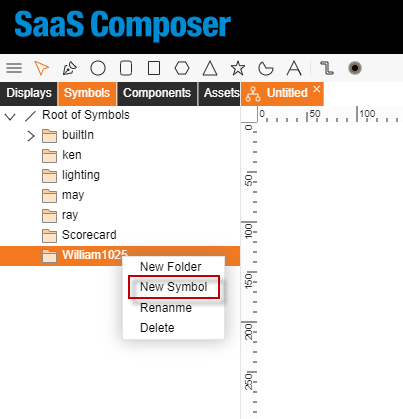 SaaS Composer
Displays Symbols Components Assets Untitled ×
Root of Symbols
0 50 100
builtIn
ken
lighting
may
ray
Scorecard
William1025
New Folder
New Symbol
Renanme
Delete
0
50
100
150
200
250